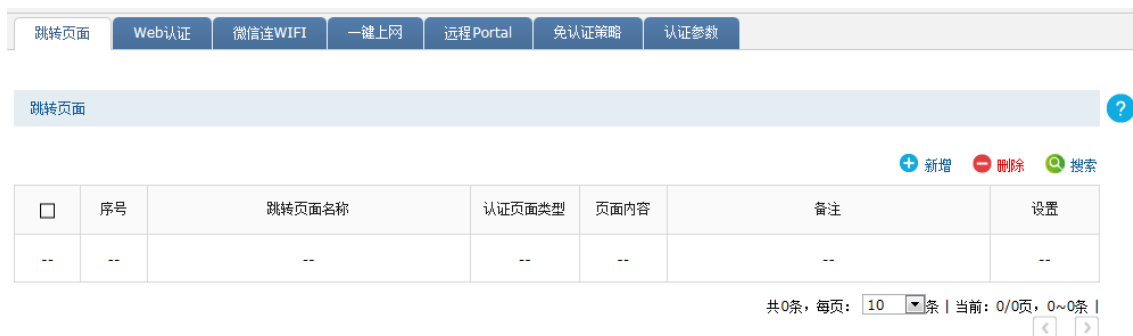 跳转页面 Web认证 微信连WIFI 一键上网 远程Portal 免认证策略 认证参数
跳转页面 ?
新增 删除 搜索
序号 跳转页面名称 认证页面类型 页面内容 备注 设置
-- -- -- -- -- -- --
共0条，每页： 10 条 | 当前：0/0页，0~0条 |
< >